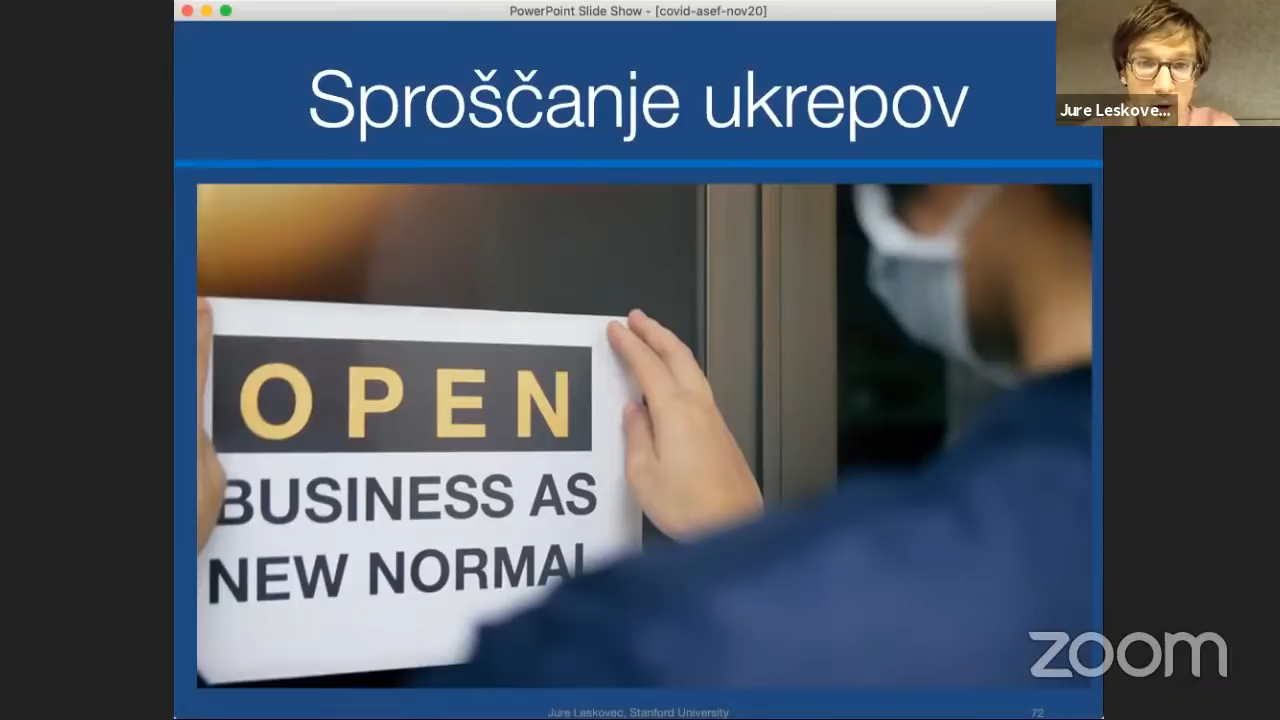 PowerPoint Slide Show - [covid-asef-nov20]
Jure Leskove...
Sproščanje ukrepov
OPEN
BUSINESS AS
NEW NORMAL
zoom
Jure Leskovec, Stanford University
72